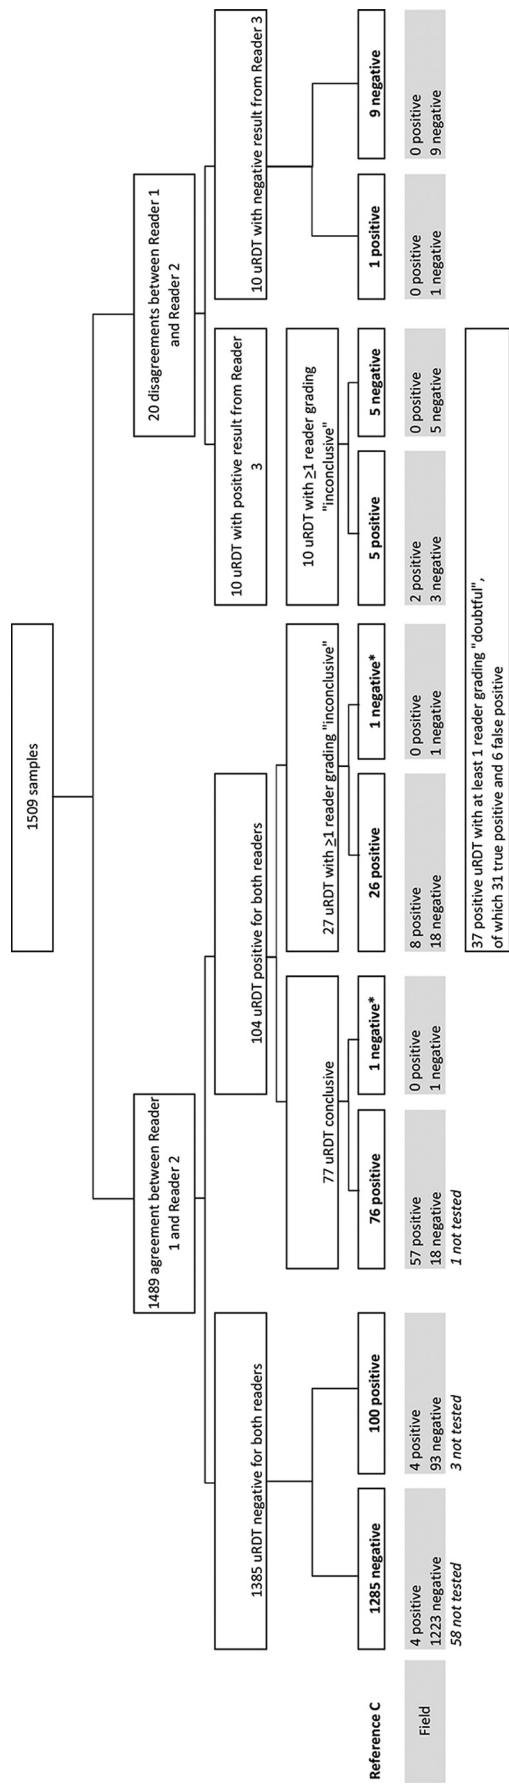 1509 samples
1489 agreement between Reader
1 and Reader 2
20 disagreements between Reader 1
and Reader 2
1385 uRDT negative for both readers
104 uRDT positive for both readers
10 uRDT with positive result from Reader
3
10 uRDT with negative result from Reader 3
77 uRDT conclusive
27 uRDT with ≥1 reader grading "inconclusive"
10 uRDT with ≥1 reader grading
"inconclusive"
Reference C
1285 negative
100 positive
76 positive
1 negative*
26 positive
1 negative*
5 positive
5 negative
1 positive
9 negative
Field
4 positive
1223 negative
58 not tested
4 positive
93 negative
3 not tested
57 positive
18 negative
1 not tested
0 positive
1 negative
8 positive
18 negative
0 positive
1 negative
2 positive
3 negative
0 positive
5 negative
0 positive
1 negative
0 positive
9 negative
37 positive uRDT with at least 1 reader grading "doubtful",
of which 31 true positive and 6 false positive